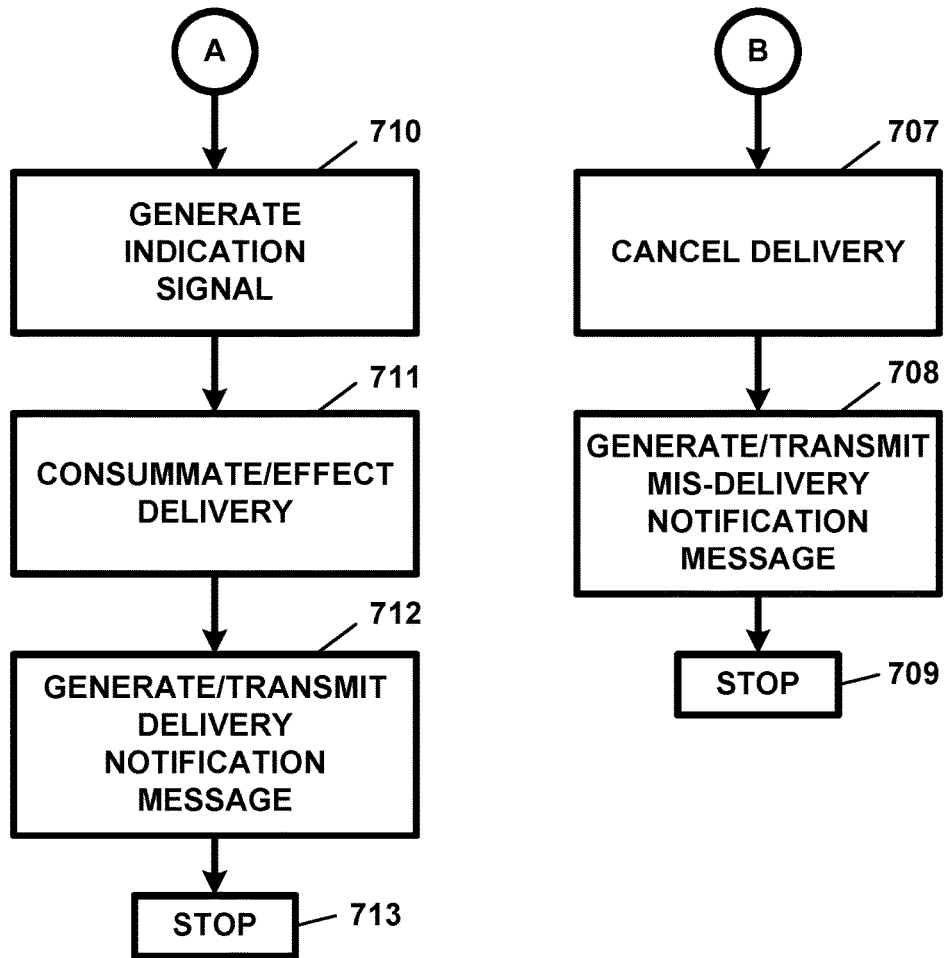 A
710
GENERATE
INDICATION
SIGNAL
711
CONSUMMATE/EFFECT
DELIVERY
712
GENERATE/TRANSMIT
DELIVERY
NOTIFICATION
MESSAGE
STOP
713
B
707
CANCEL DELIVERY
708
GENERATE/TRANSMIT
MIS-DELIVERY
NOTIFICATION
MESSAGE
STOP
709